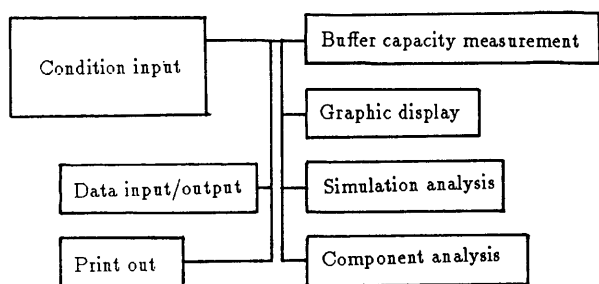 Condition input
Buffer capacity measurement
Graphic display
Data input/output
Simulation analysis
Print out
Component analysis